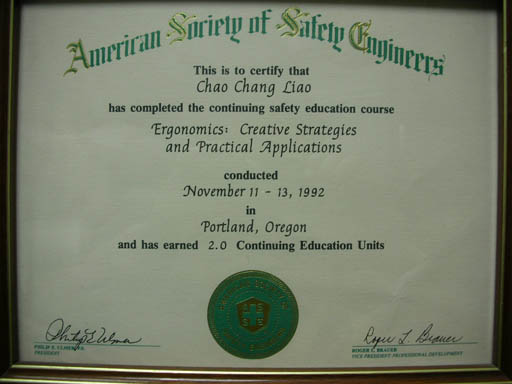 American Society of Safety Engineers
This is to certify that
Chao Chang Liao
has completed the continuing safety education course
Ergonomics: Creative Strategies
and Practical Applications
conducted
November 11 - 13, 1992
in
Portland, Oregon
and has earned 2.0 Continuing Education Units
Roger L. Brauer
PRESIDENT
ROGER L. BRAUER
VICE PRESIDENT PROFESSIONAL DEVELOPMENT